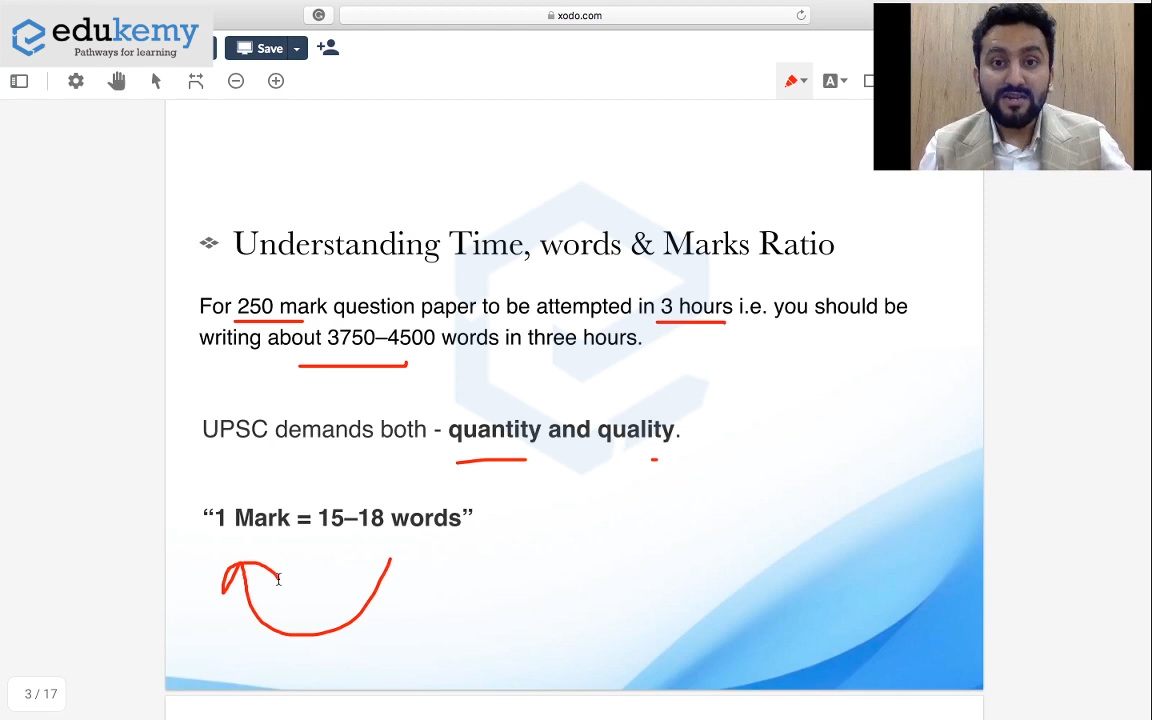 edukemy
Pathways for learning
xodo.com
Save
A
❖ Understanding Time, words & Marks Ratio
For 250 mark question paper to be attempted in 3 hours i.e. you should be
writing about 3750–4500 words in three hours.
UPSC demands both - quantity and quality.
“1 Mark = 15–18 words”
3 / 17